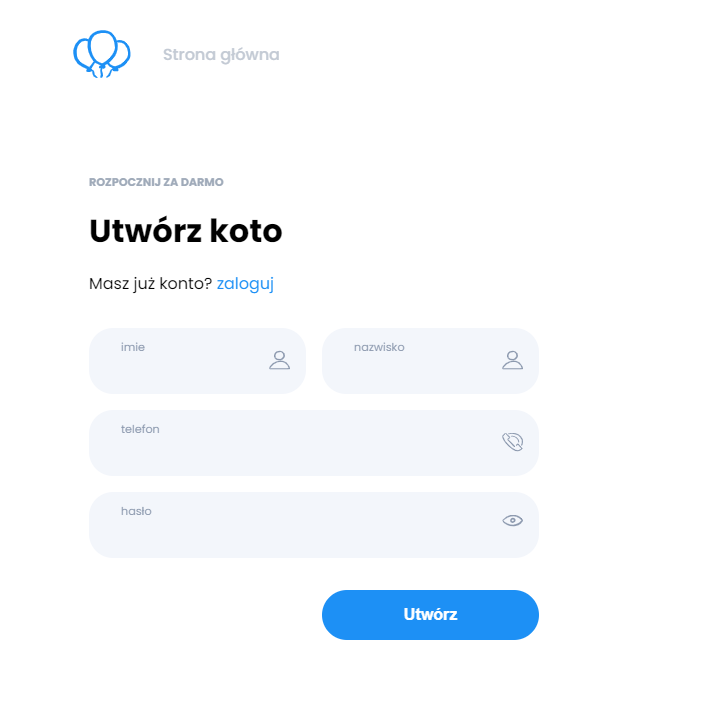 Strona główna
ROZPOCZNIJ ZA DARMO
Utwórz koto
Masz już konto? zaloguj
imie
nazwisko
telefon
hasło
Utwórz